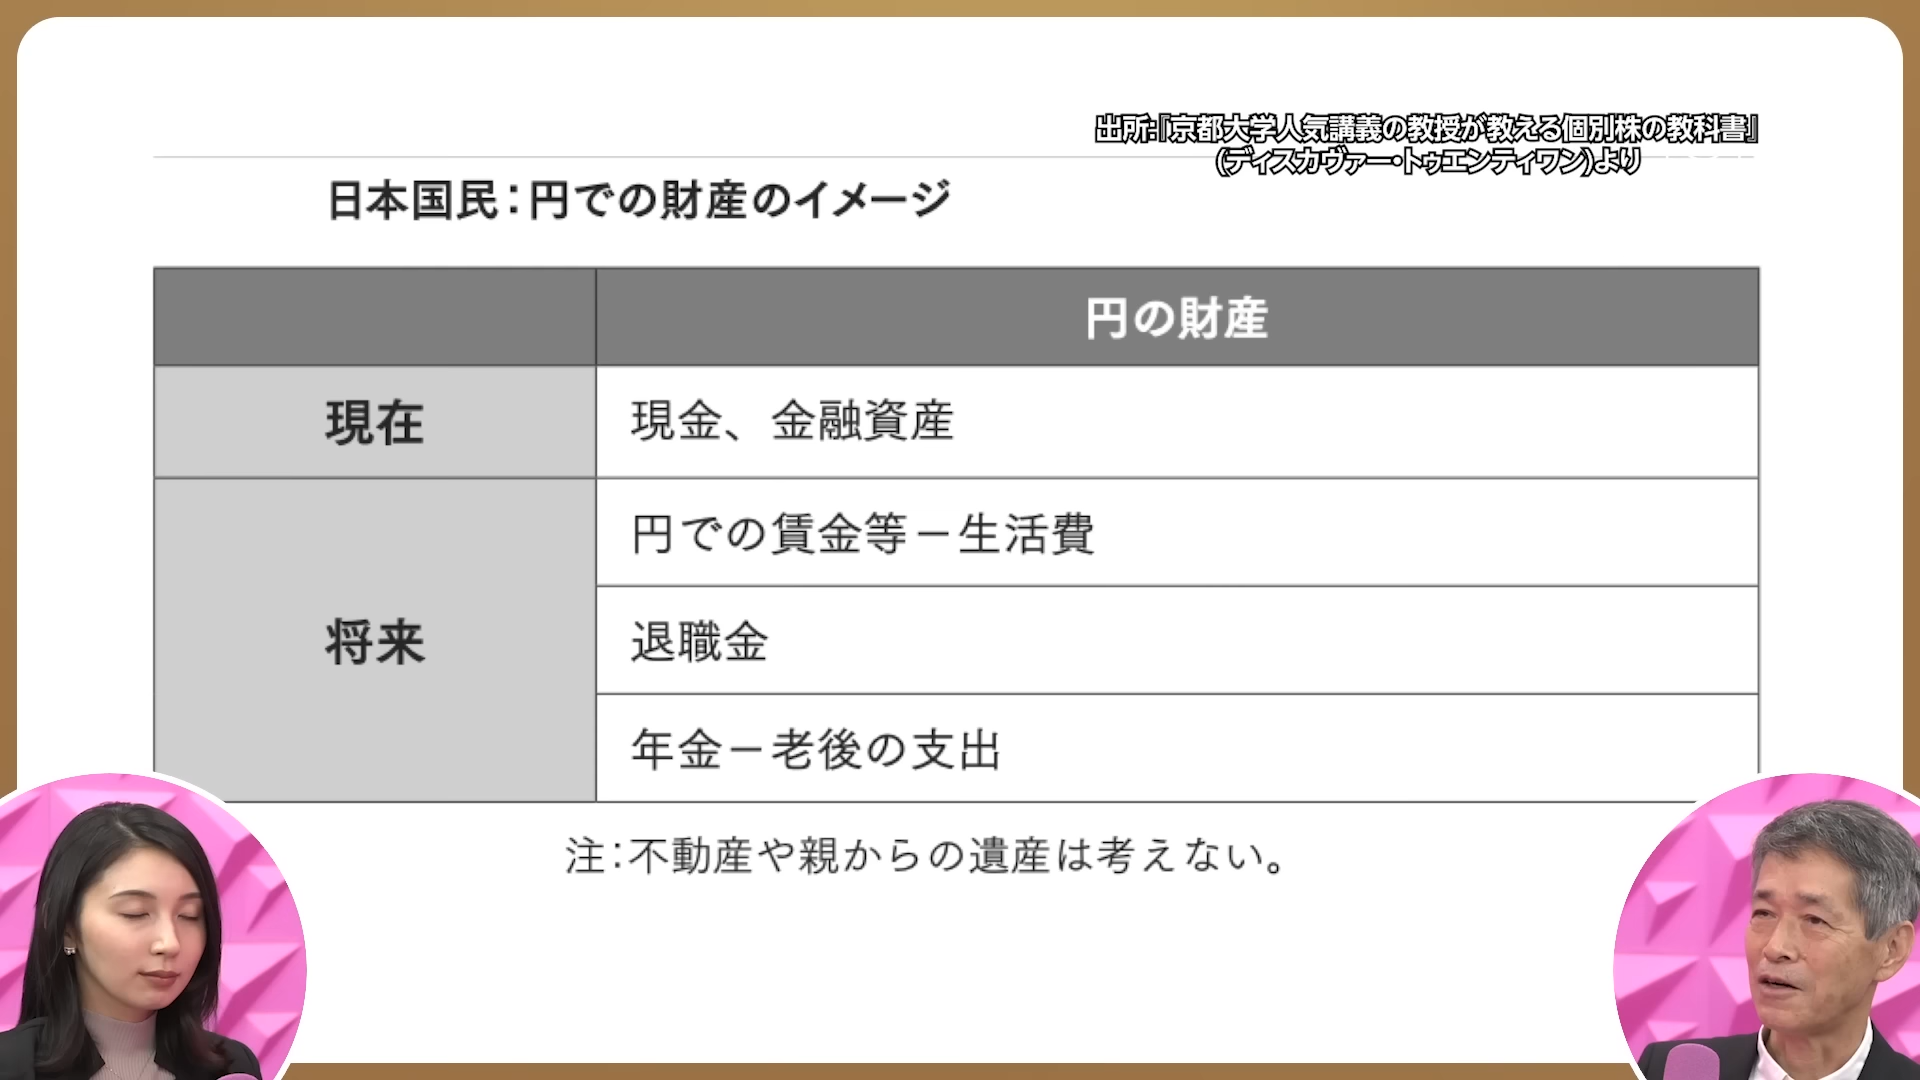 出所:『京都大学人気講義の教授が教える個別株の教科書』
(ディスカヴァー・トゥエンティワン)より
日本国民：円での財産のイメージ
円の財産
現在
現金、金融資産
将来
円での賃金等－生活費
退職金
年金－老後の支出
注：不動産や親からの遺産は考えない。